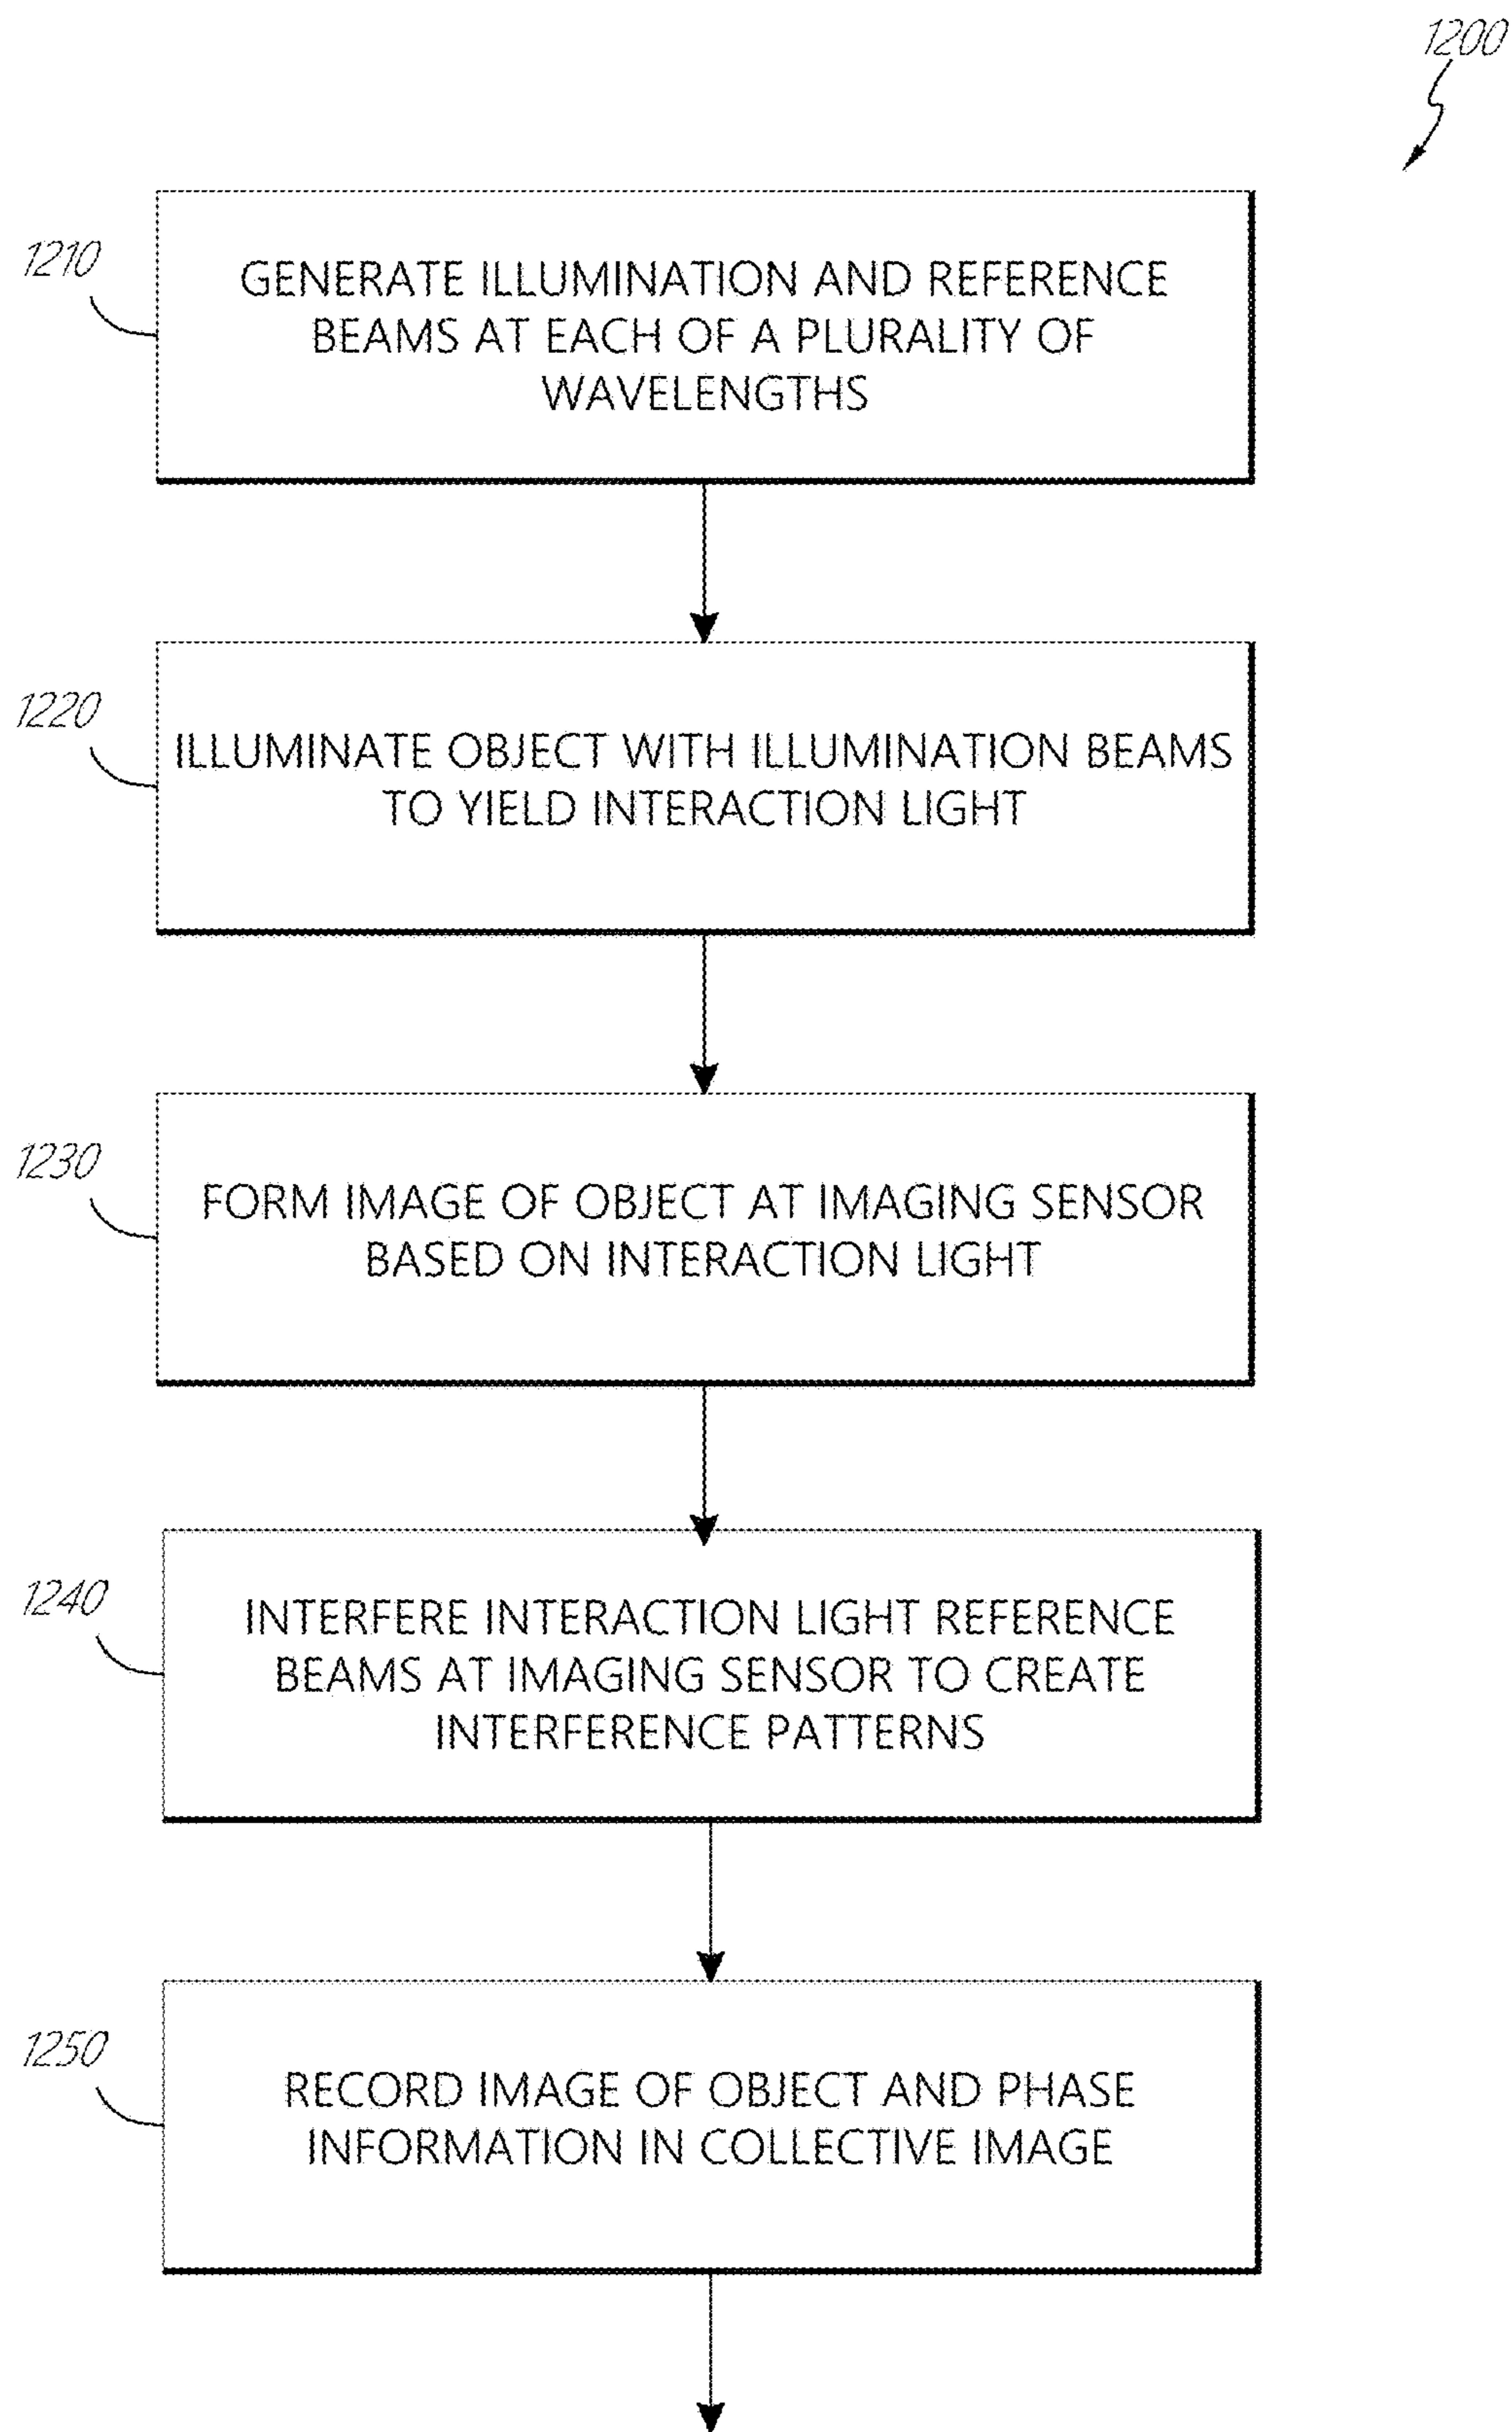 1200
1210
GENERATE ILLUMINATION AND REFERENCE
BEAMS AT EACH OF A PLURALITY OF
WAVELENGTHS
1220
ILLUMINATE OBJECT WITH ILLUMINATION BEAMS
TO YIELD INTERACTION LIGHT
1230
FORM IMAGE OF OBJECT AT IMAGING SENSOR
BASED ON INTERACTION LIGHT
1240
INTERFERE INTERACTION LIGHT REFERENCE
BEAMS AT IMAGING SENSOR TO CREATE
INTERFERENCE PATTERNS
1250
RECORD IMAGE OF OBJECT AND PHASE
INFORMATION IN COLLECTIVE IMAGE